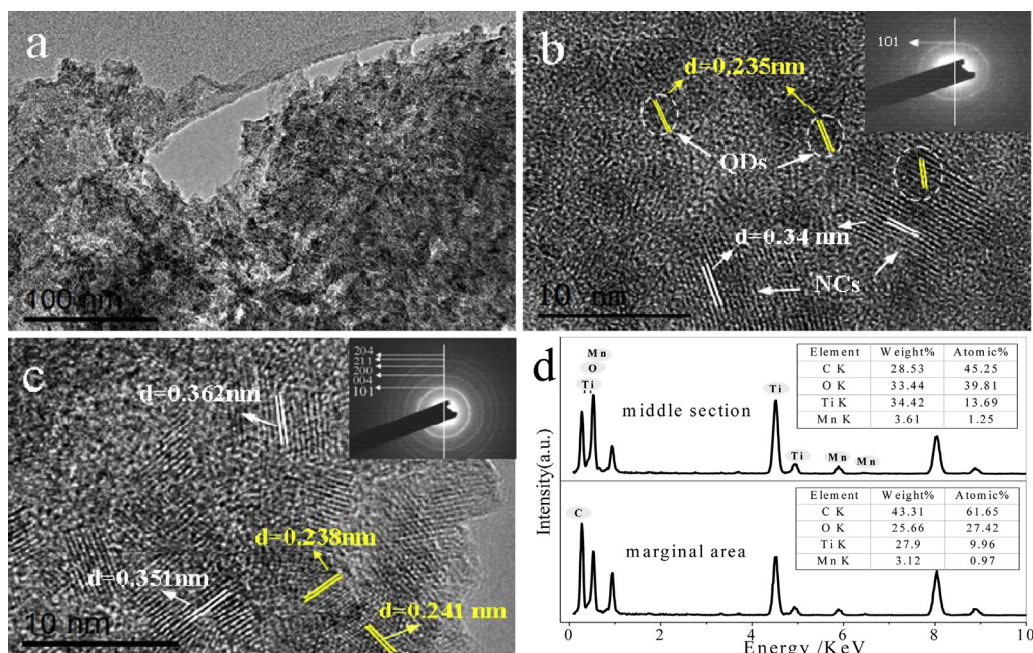 a
100 nm
b
101
d=0.235nm
QDs
d=0.34 nm
NCs
10 nm
c
204
211
200
004
101
d=0.362nm
d=0.238nm
d=0.351nm
d=0.241 nm
10 nm
d
Mn
O
Ti
Ti
middle section
Ti
Mn
Mn
Element Weight% Atomic%
C K 28.53 45.25
O K 33.44 39.81
Ti K 34.42 13.69
Mn K 3.61 1.25
C
marginal area
Element Weight% Atomic%
C K 43.31 61.65
O K 25.66 27.42
Ti K 27.9 9.96
Mn K 3.12 0.97
Intensity(a.u.)
0 2 4 6 8 10
Energy /KeV